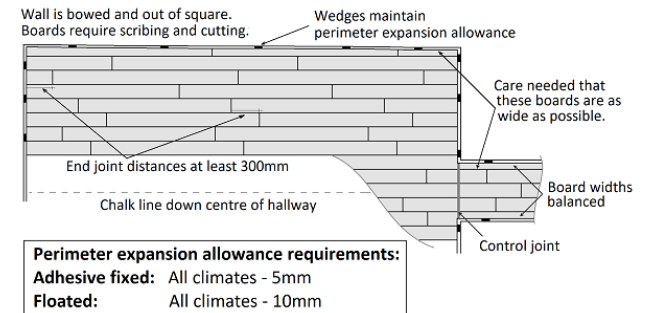 Wall is bowed and out of square.
Boards require scribing and cutting.
Wedges maintain
perimeter expansion allowance
Care needed that
these boards are as
wide as possible.
End joint distances at least 300mm
Board widths
balanced
Chalk line down centre of hallway
Control joint
Perimeter expansion allowance requirements:
Adhesive fixed: All climates - 5mm
Floated: All climates - 10mm